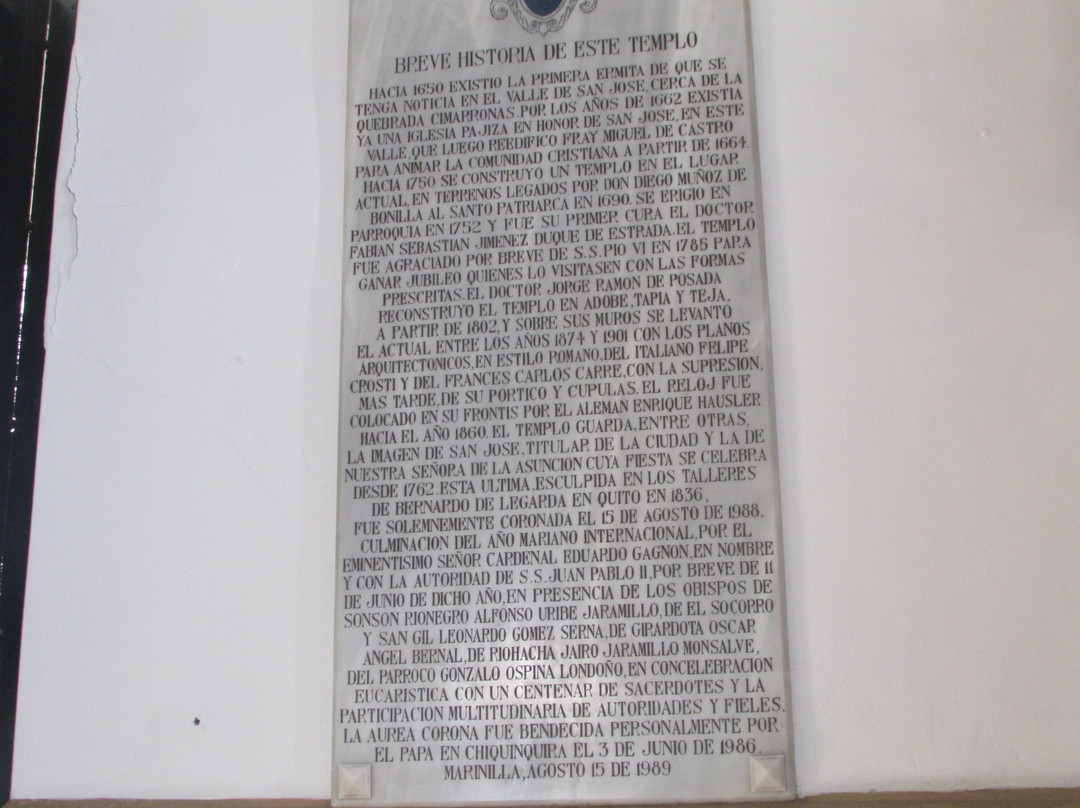 BREVE HISTORIA DE ESTE TEMPLO
HACIA 1650 EXISTIO LA PRIMERA ERMITA DE QUE SE
TENGA NOTICIA EN EL VALLE DE SAN JOSE, CERCA DE LA
QUEBRADA CIMARRONAS. POR LOS AÑOS DE 1662 EXISTIA
YA UNA IGLESIA PAJIZA EN HONOR DE SAN JOSE, EN ESTE
VALLE, QUE LUEGO REEDIFICO FRAY MIGUEL DE CASTRO
PARA ANIMAR LA COMUNIDAD CRISTIANA A PARTIR DE 1664.
HACIA 1750 SE CONSTRUYO UN TEMPLO EN EL LUGAR
ACTUAL, EN TERRENOS LEGADOS POR DON DIEGO MUÑOZ DE
BONILLA AL SANTO PATRIARCA EN 1690. SE ERIGIO EN
PARROQUIA EN 1752 Y FUE SU PRIMER CURA EL DOCTOR
FABIAN SEBASTIAN JIMENEZ DUQUE DE ESTRADA. EL TEMPLO
FUE AGRACIADO POR BREVE DE S.S. PIO VI EN 1785 PARA
GANAR JUBILEO QUIENES LO VISITASEN CON LAS FORMAS
PRESCRITAS. EL DOCTOR JORGE RAMON DE POSADA
RECONSTRUYO EL TEMPLO EN ADOBE, TAPIA Y TEJA,
A PARTIR DE 1802, Y SOBRE SUS MUROS SE LEVANTO
EL ACTUAL ENTRE LOS AÑOS 1874 Y 1901 CON LOS PLANOS
ARQUITECTONICOS, EN ESTILO ROMANO, DEL ITALIANO FELIPE
CROSTI Y DEL FRANCES CARLOS CARRE, CON LA SUPRESION,
MAS TARDE, DE SU PORTICO Y CUPULAS. EL RELOJ FUE
COLOCADO EN SU FRONTIS POR EL ALEMAN ENRIQUE HAUSLER
HACIA EL AÑO 1860. EL TEMPLO GUARDA, ENTRE OTRAS,
LA IMAGEN DE SAN JOSE, TITULAR DE LA CIUDAD Y LA DE
NUESTRA SEÑORA DE LA ASUNCION CUYA FIESTA SE CELEBRA
DESDE 1762. ESTA ULTIMA. ESCULPIDA EN LOS TALLERES
DE BERNARDO DE LEGARDA EN QUITO EN 1836,
FUE SOLEMNEMENTE CORONADA EL 15 DE AGOSTO DE 1988,
CULMINACION DEL AÑO MARIANO INTERNACIONAL, POR EL
EMINENTISIMO SEÑOR CARDENAL EDUARDO GAGNON, EN NOMBRE
Y CON LA AUTORIDAD DE S.S. JUAN PABLO II, POR BREVE DE 11
DE JUNIO DE DICHO AÑO, EN PRESENCIA DE LOS OBISPOS DE
SONSON RIONEGRO ALFONSO URIBE JARAMILLO, DE EL SOCORRO
Y SAN GIL LEONARDO GOMEZ SERNA, DE GIRARDOTA OSCAR
ANGEL BERNAL, DE RIOHACHA JAIRO JARAMILLO MONSALVE,
DEL PARROCO GONZALO OSPINA LONDOÑO, EN CONCELEBRACION
EUCARISTICA CON UN CENTENAR DE SACERDOTES Y LA
PARTICIPACION MULTITUDINARIA DE AUTORIDADES Y FIELES.
LA AUREA CORONA FUE BENDECIDA PERSONALMENTE POR
EL PAPA EN CHIQUINQUIRA EL 3 DE JUNIO DE 1986.
MARINILLA, AGOSTO 15 DE 1989